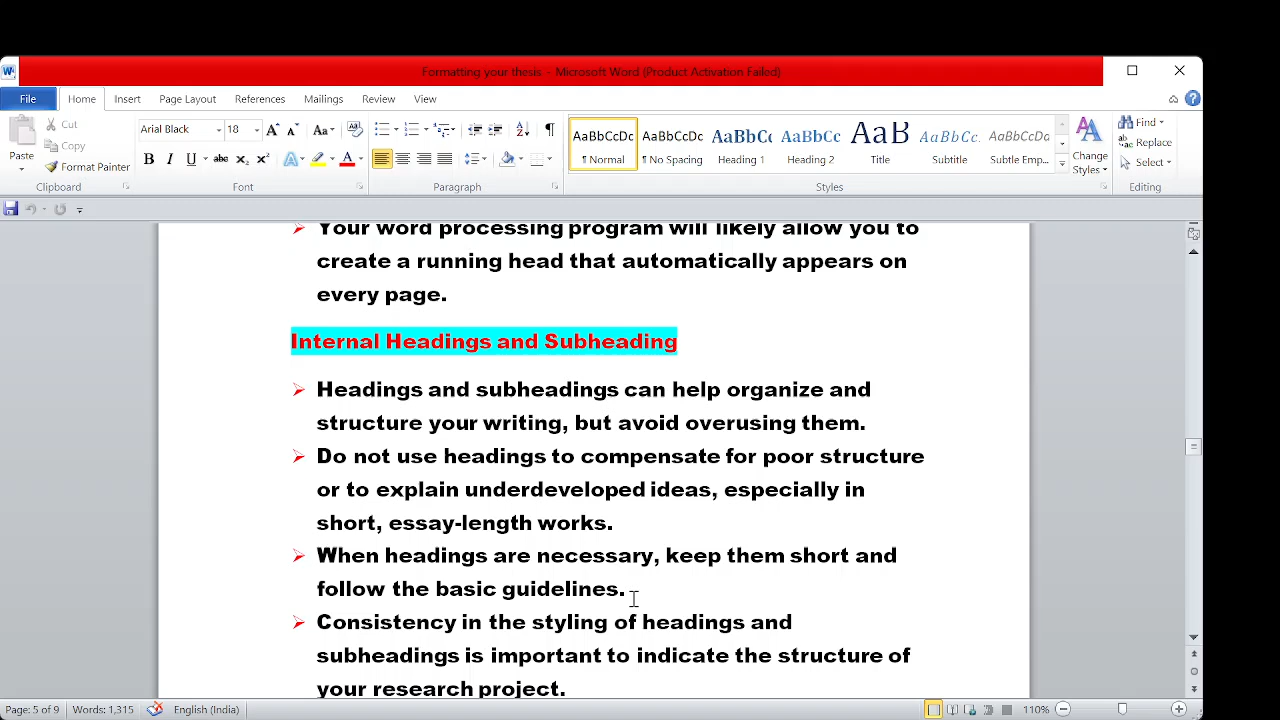 Formatting your thesis - Microsoft Word (Product Activation Failed)
File Home Insert Page Layout References Mailings Review View
Cut
Copy
Format Painter
Paste
Clipboard
Arial Black 18
Font
Paragraph
AaBbCcDc AaBbCcDc AaBbCc AaBbCc AaB AaBbCc. AaBbCcDc
¶ Normal ¶ No Spacing Heading 1 Heading 2 Title Subtitle Subtle Emp...
Change Styles
Styles
Find
Replace
Select
Editing
Your word processing program will likely allow you to
create a running head that automatically appears on
every page.
Internal Headings and Subheading
Headings and subheadings can help organize and
structure your writing, but avoid overusing them.
Do not use headings to compensate for poor structure
or to explain underdeveloped ideas, especially in
short, essay-length works.
When headings are necessary, keep them short and
follow the basic guidelines.
Consistency in the styling of headings and
subheadings is important to indicate the structure of
your research project.
Page: 5 of 9 Words: 1,315 English (India) 110%